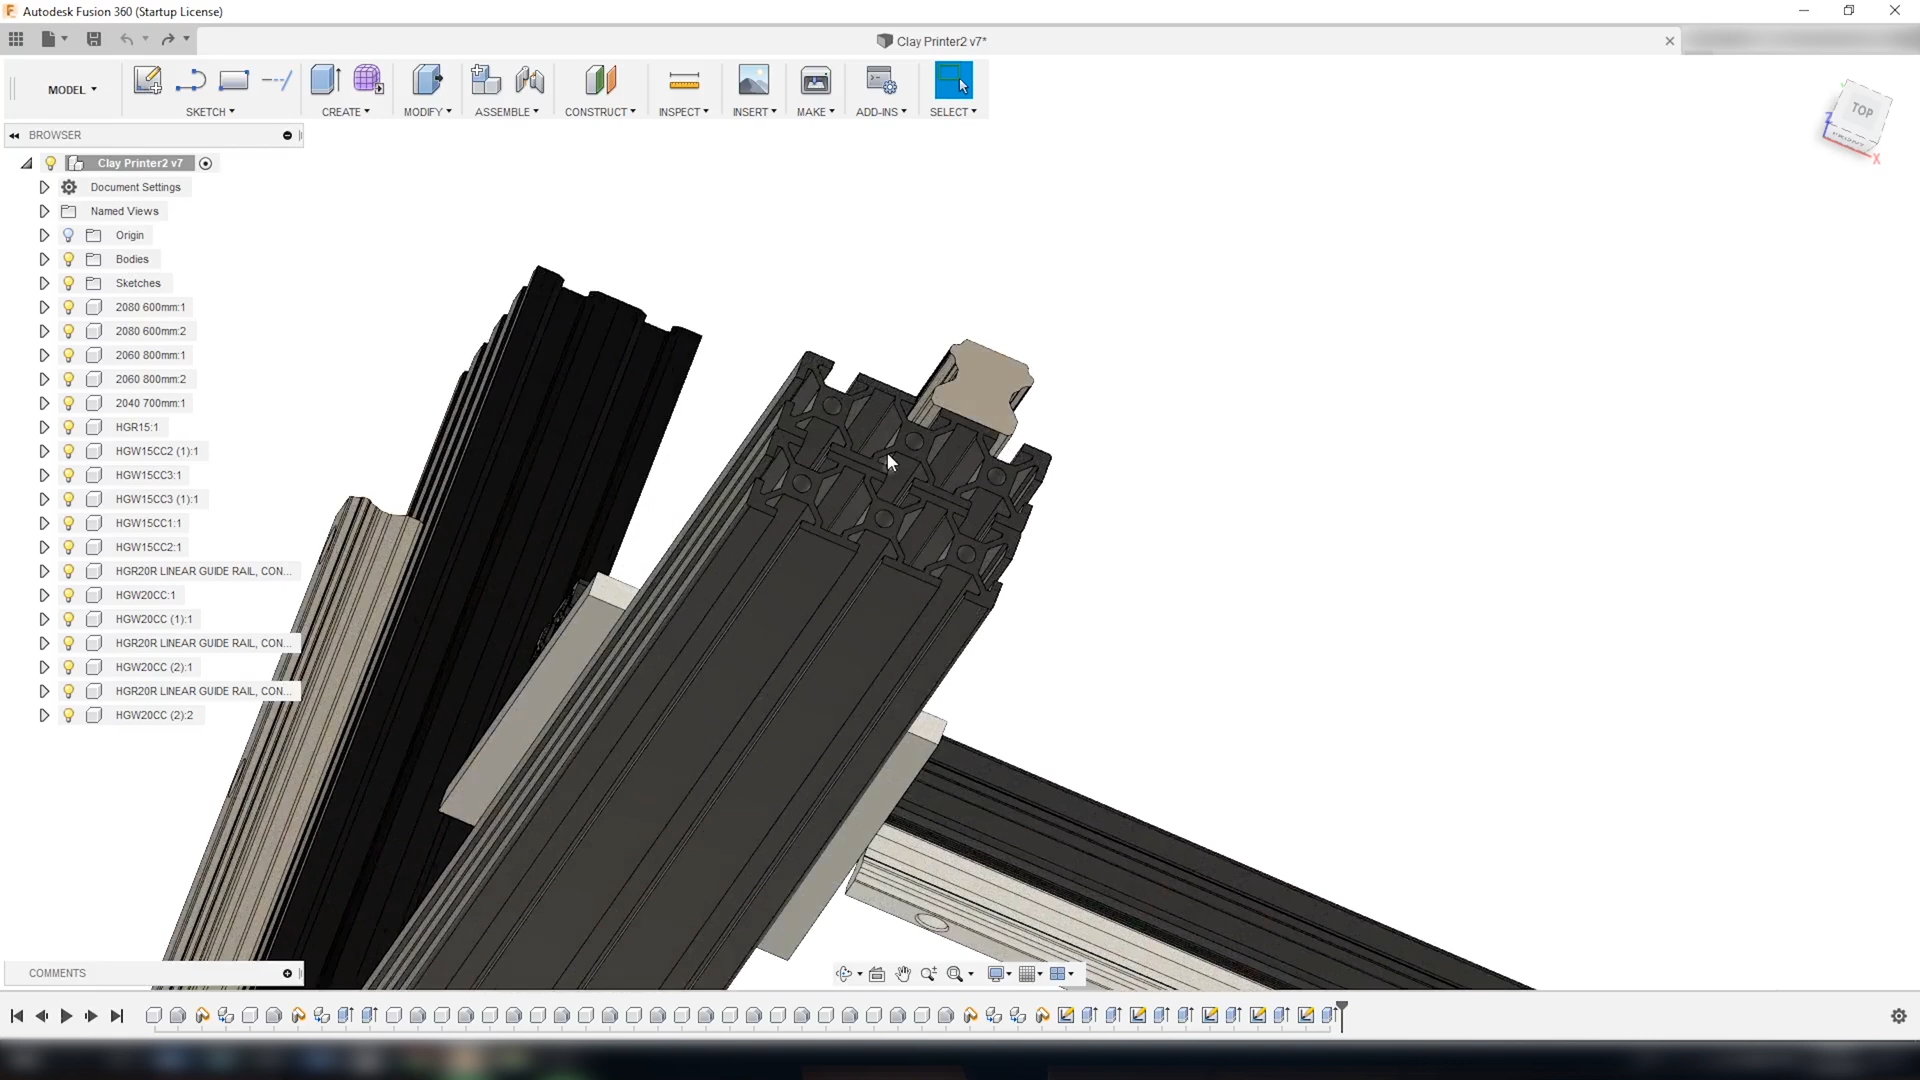 Autodesk Fusion 360 (Startup License)
Clay Printer2 v7*
MODEL
SKETCH
CREATE
MODIFY
ASSEMBLE
CONSTRUCT
INSPECT
INSERT
MAKE
ADD-INS
SELECT
TOP
Z
X
BROWSER
Clay Printer2 v7
Document Settings
Named Views
Origin
Bodies
Sketches
2080 600mm:1
2080 600mm:2
2060 800mm:1
2060 800mm:2
2040 700mm:1
HGR15:1
HGW15CC2 (1):1
HGW15CC3:1
HGW15CC3 (1):1
HGW15CC1:1
HGW15CC2:1
HGR20R LINEAR GUIDE RAIL, CON...
HGW20CC:1
HGW20CC (1):1
HGR20R LINEAR GUIDE RAIL, CON...
HGW20CC (2):1
HGR20R LINEAR GUIDE RAIL, CON...
HGW20CC (2):2
COMMENTS